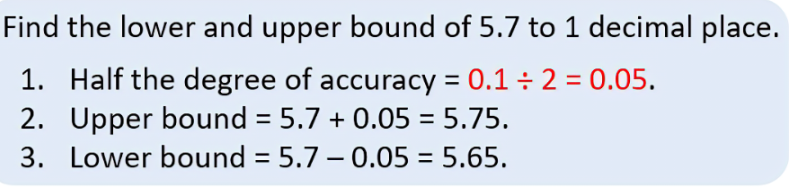 Find the lower and upper bound of 5.7 to 1 decimal place.
1. Half the degree of accuracy = 0.1 ÷ 2 = 0.05.
2. Upper bound = 5.7 + 0.05 = 5.75.
3. Lower bound = 5.7 – 0.05 = 5.65.